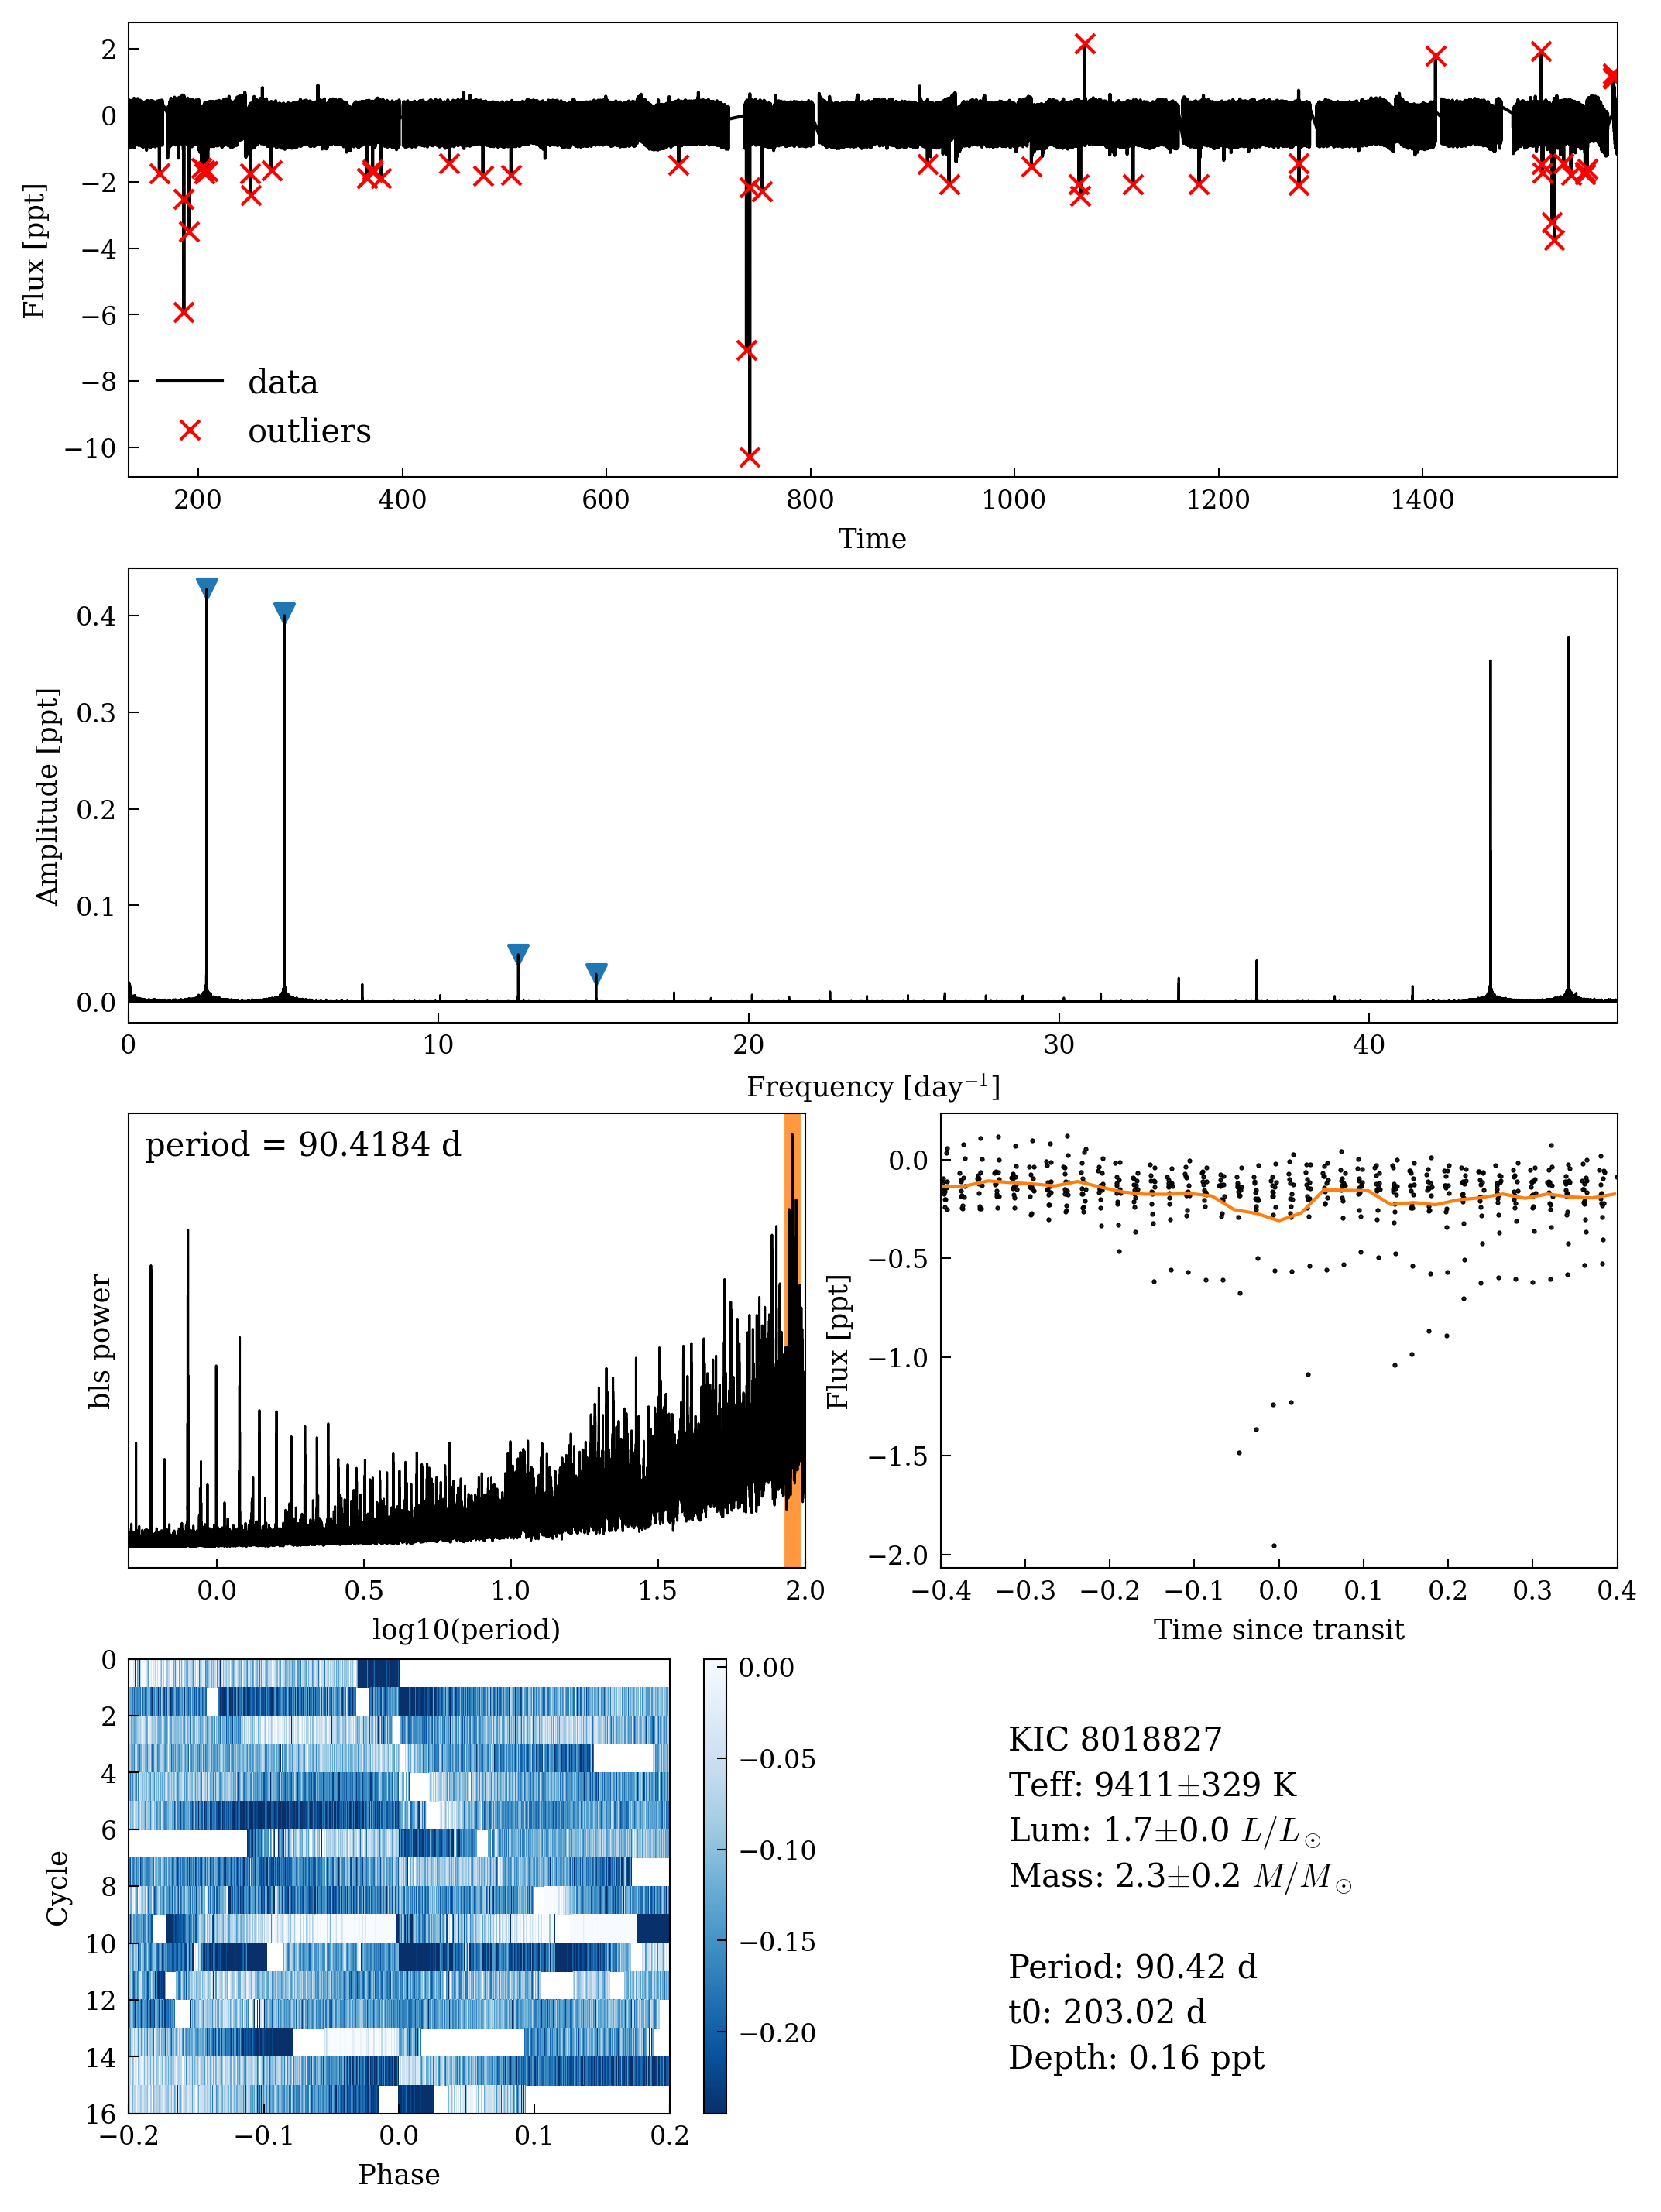 2
0
−2
−4
−6
−8
−10
Flux [ppt]
data
outliers
200 400 600 800 1000 1200 1400
Time
0.4
0.3
0.2
0.1
0.0
Amplitude [ppt]
0 10 20 30 40
Frequency [day⁻¹]
period = 90.4184 d
bls power
0.0 0.5 1.0 1.5 2.0
log10(period)
0.0
−0.5
−1.0
−1.5
−2.0
Flux [ppt]
−0.4 −0.3 −0.2 −0.1 0.0 0.1 0.2 0.3 0.4
Time since transit
0
2
4
6
8
10
12
14
16
Cycle
−0.2 −0.1 0.0 0.1 0.2
Phase
0.00
−0.05
−0.10
−0.15
−0.20
KIC 8018827
Teff: 9411±329 K
Lum: 1.7±0.0 L/L⊙
Mass: 2.3±0.2 M/M⊙
Period: 90.42 d
t0: 203.02 d
Depth: 0.16 ppt